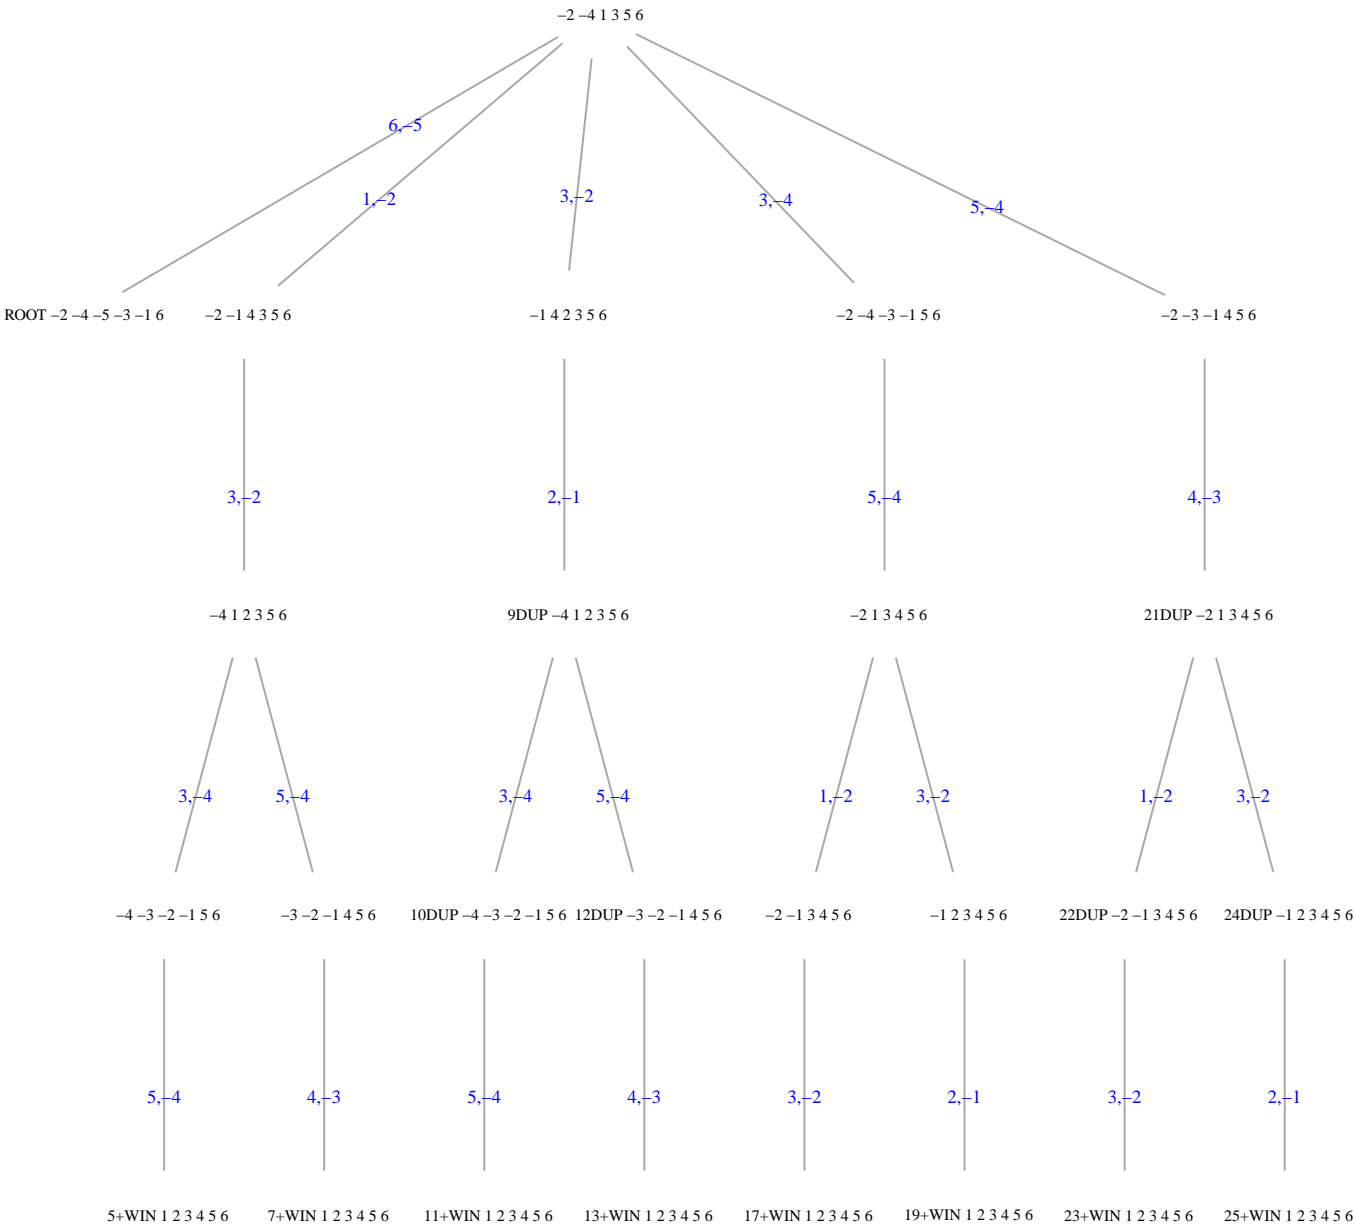 −2 −4 1 3 5 6
6,−5
1,−2
3,−2
3,−4
5,−4
ROOT −2 −4 −5 −3 −1 6
−2 −1 4 3 5 6
−1 4 2 3 5 6
−2 −4 −3 −1 5 6
−2 −3 −1 4 5 6
3,−2
2,−1
5,−4
4,−3
−4 1 2 3 5 6
9DUP −4 1 2 3 5 6
−2 1 3 4 5 6
21DUP −2 1 3 4 5 6
3,−4
5,−4
3,−4
5,−4
1,−2
3,−2
1,−2
3,−2
−4 −3 −2 −1 5 6
−3 −2 −1 4 5 6
10DUP −4 −3 −2 −1 5 6
12DUP −3 −2 −1 4 5 6
−2 −1 3 4 5 6
−1 2 3 4 5 6
22DUP −2 −1 3 4 5 6
24DUP −1 2 3 4 5 6
5,−4
4,−3
5,−4
4,−3
3,−2
2,−1
3,−2
2,−1
5+WIN 1 2 3 4 5 6
7+WIN 1 2 3 4 5 6
11+WIN 1 2 3 4 5 6
13+WIN 1 2 3 4 5 6
17+WIN 1 2 3 4 5 6
19+WIN 1 2 3 4 5 6
23+WIN 1 2 3 4 5 6
25+WIN 1 2 3 4 5 6